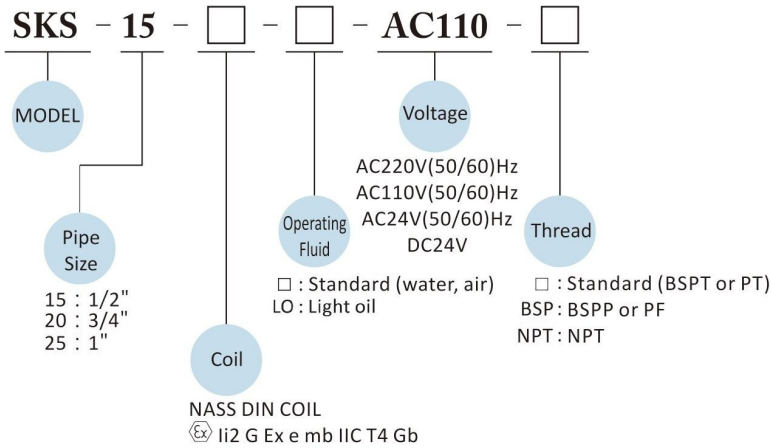 SKS - 15 - □ - □ - AC110 - □
MODEL
Voltage
AC220V(50/60)Hz
AC110V(50/60)Hz
AC24V(50/60)Hz
DC24V
Pipe
Size
15 : 1/2"
20 : 3/4"
25 : 1"
Operating
Fluid
□ : Standard (water, air)
LO : Light oil
Thread
□ : Standard (BSPT or PT)
BSP : BSPP or PF
NPT : NPT
Coil
NASS DIN COIL
Ex Ii2 G Ex e mb IIC T4 Gb